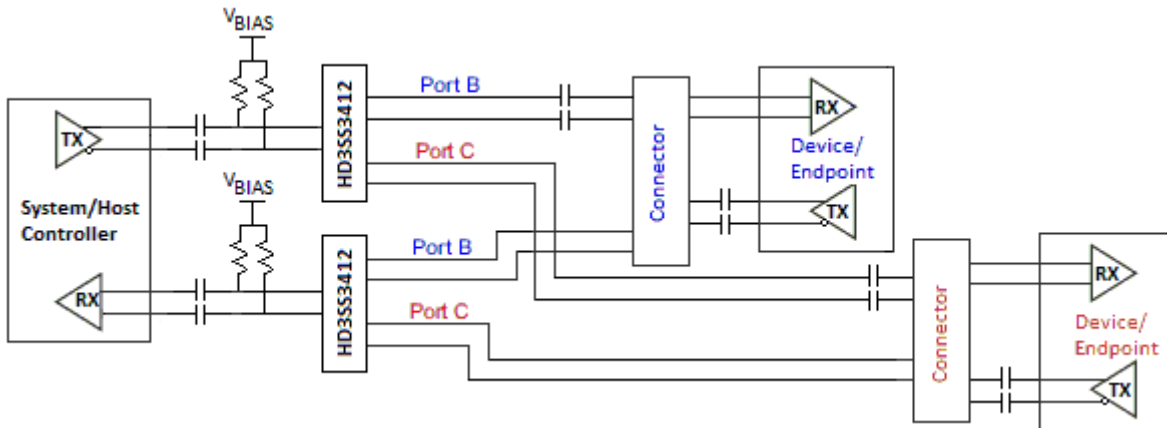 VBIAS
TX
HD3SS3412
Port B
Port C
Connector
RX
Device/
Endpoint
TX
System/Host
Controller
VBIAS
RX
HD3SS3412
Port B
Port C
Connector
RX
Device/
Endpoint
TX